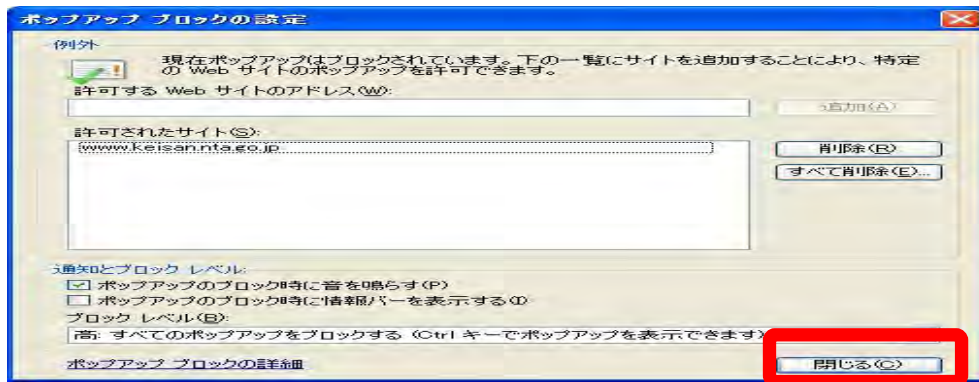 ポップアップ ブロックの設定
例外
現在ポップアップはブロックされています。下の一覧にサイトを追加することにより、特定
の Web サイトのポップアップを許可できます。
許可する Web サイトのアドレス(W):
追加(A)
許可されたサイト(S):
www.keisan.nta.go.jp
削除(R)
すべて削除(E)...
通知とブロック レベル:
ポップアップのブロック時に音を鳴らす(P)
ポップアップのブロック時に情報バーを表示する(I)
ブロック レベル(B):
高: すべてのポップアップをブロックする (Ctrl キーでポップアップを表示できます)
ポップアップ ブロックの詳細
閉じる(C)